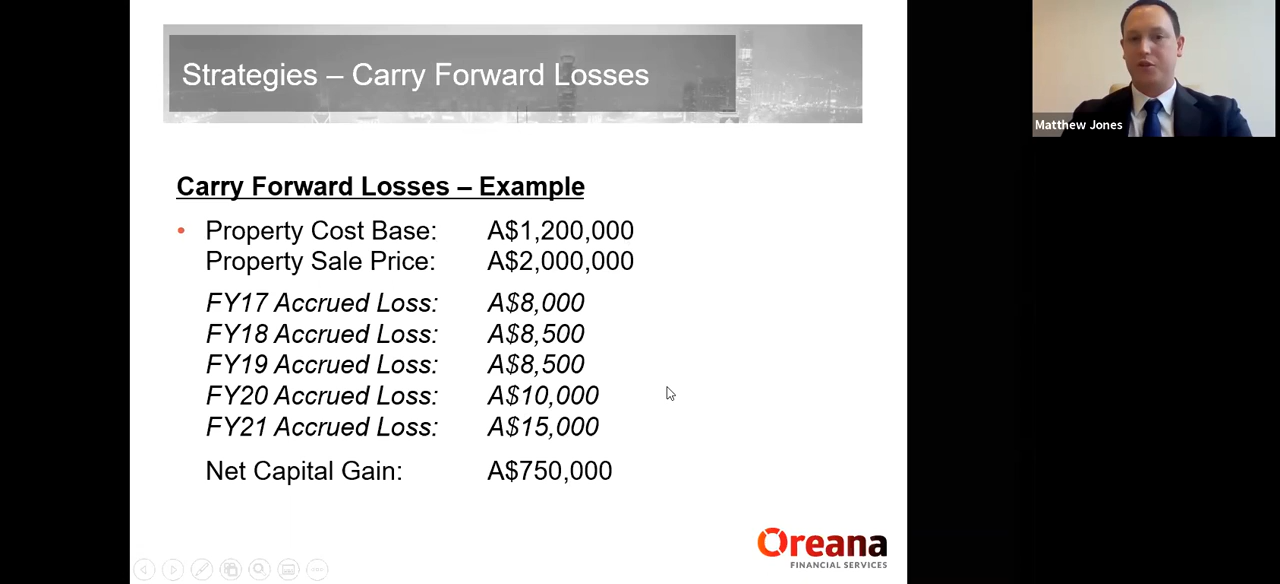 Strategies – Carry Forward Losses
Matthew Jones
Carry Forward Losses – Example
• Property Cost Base: A$1,200,000
Property Sale Price: A$2,000,000
FY17 Accrued Loss: A$8,000
FY18 Accrued Loss: A$8,500
FY19 Accrued Loss: A$8,500
FY20 Accrued Loss: A$10,000
FY21 Accrued Loss: A$15,000
Net Capital Gain: A$750,000
Oreana
FINANCIAL SERVICES